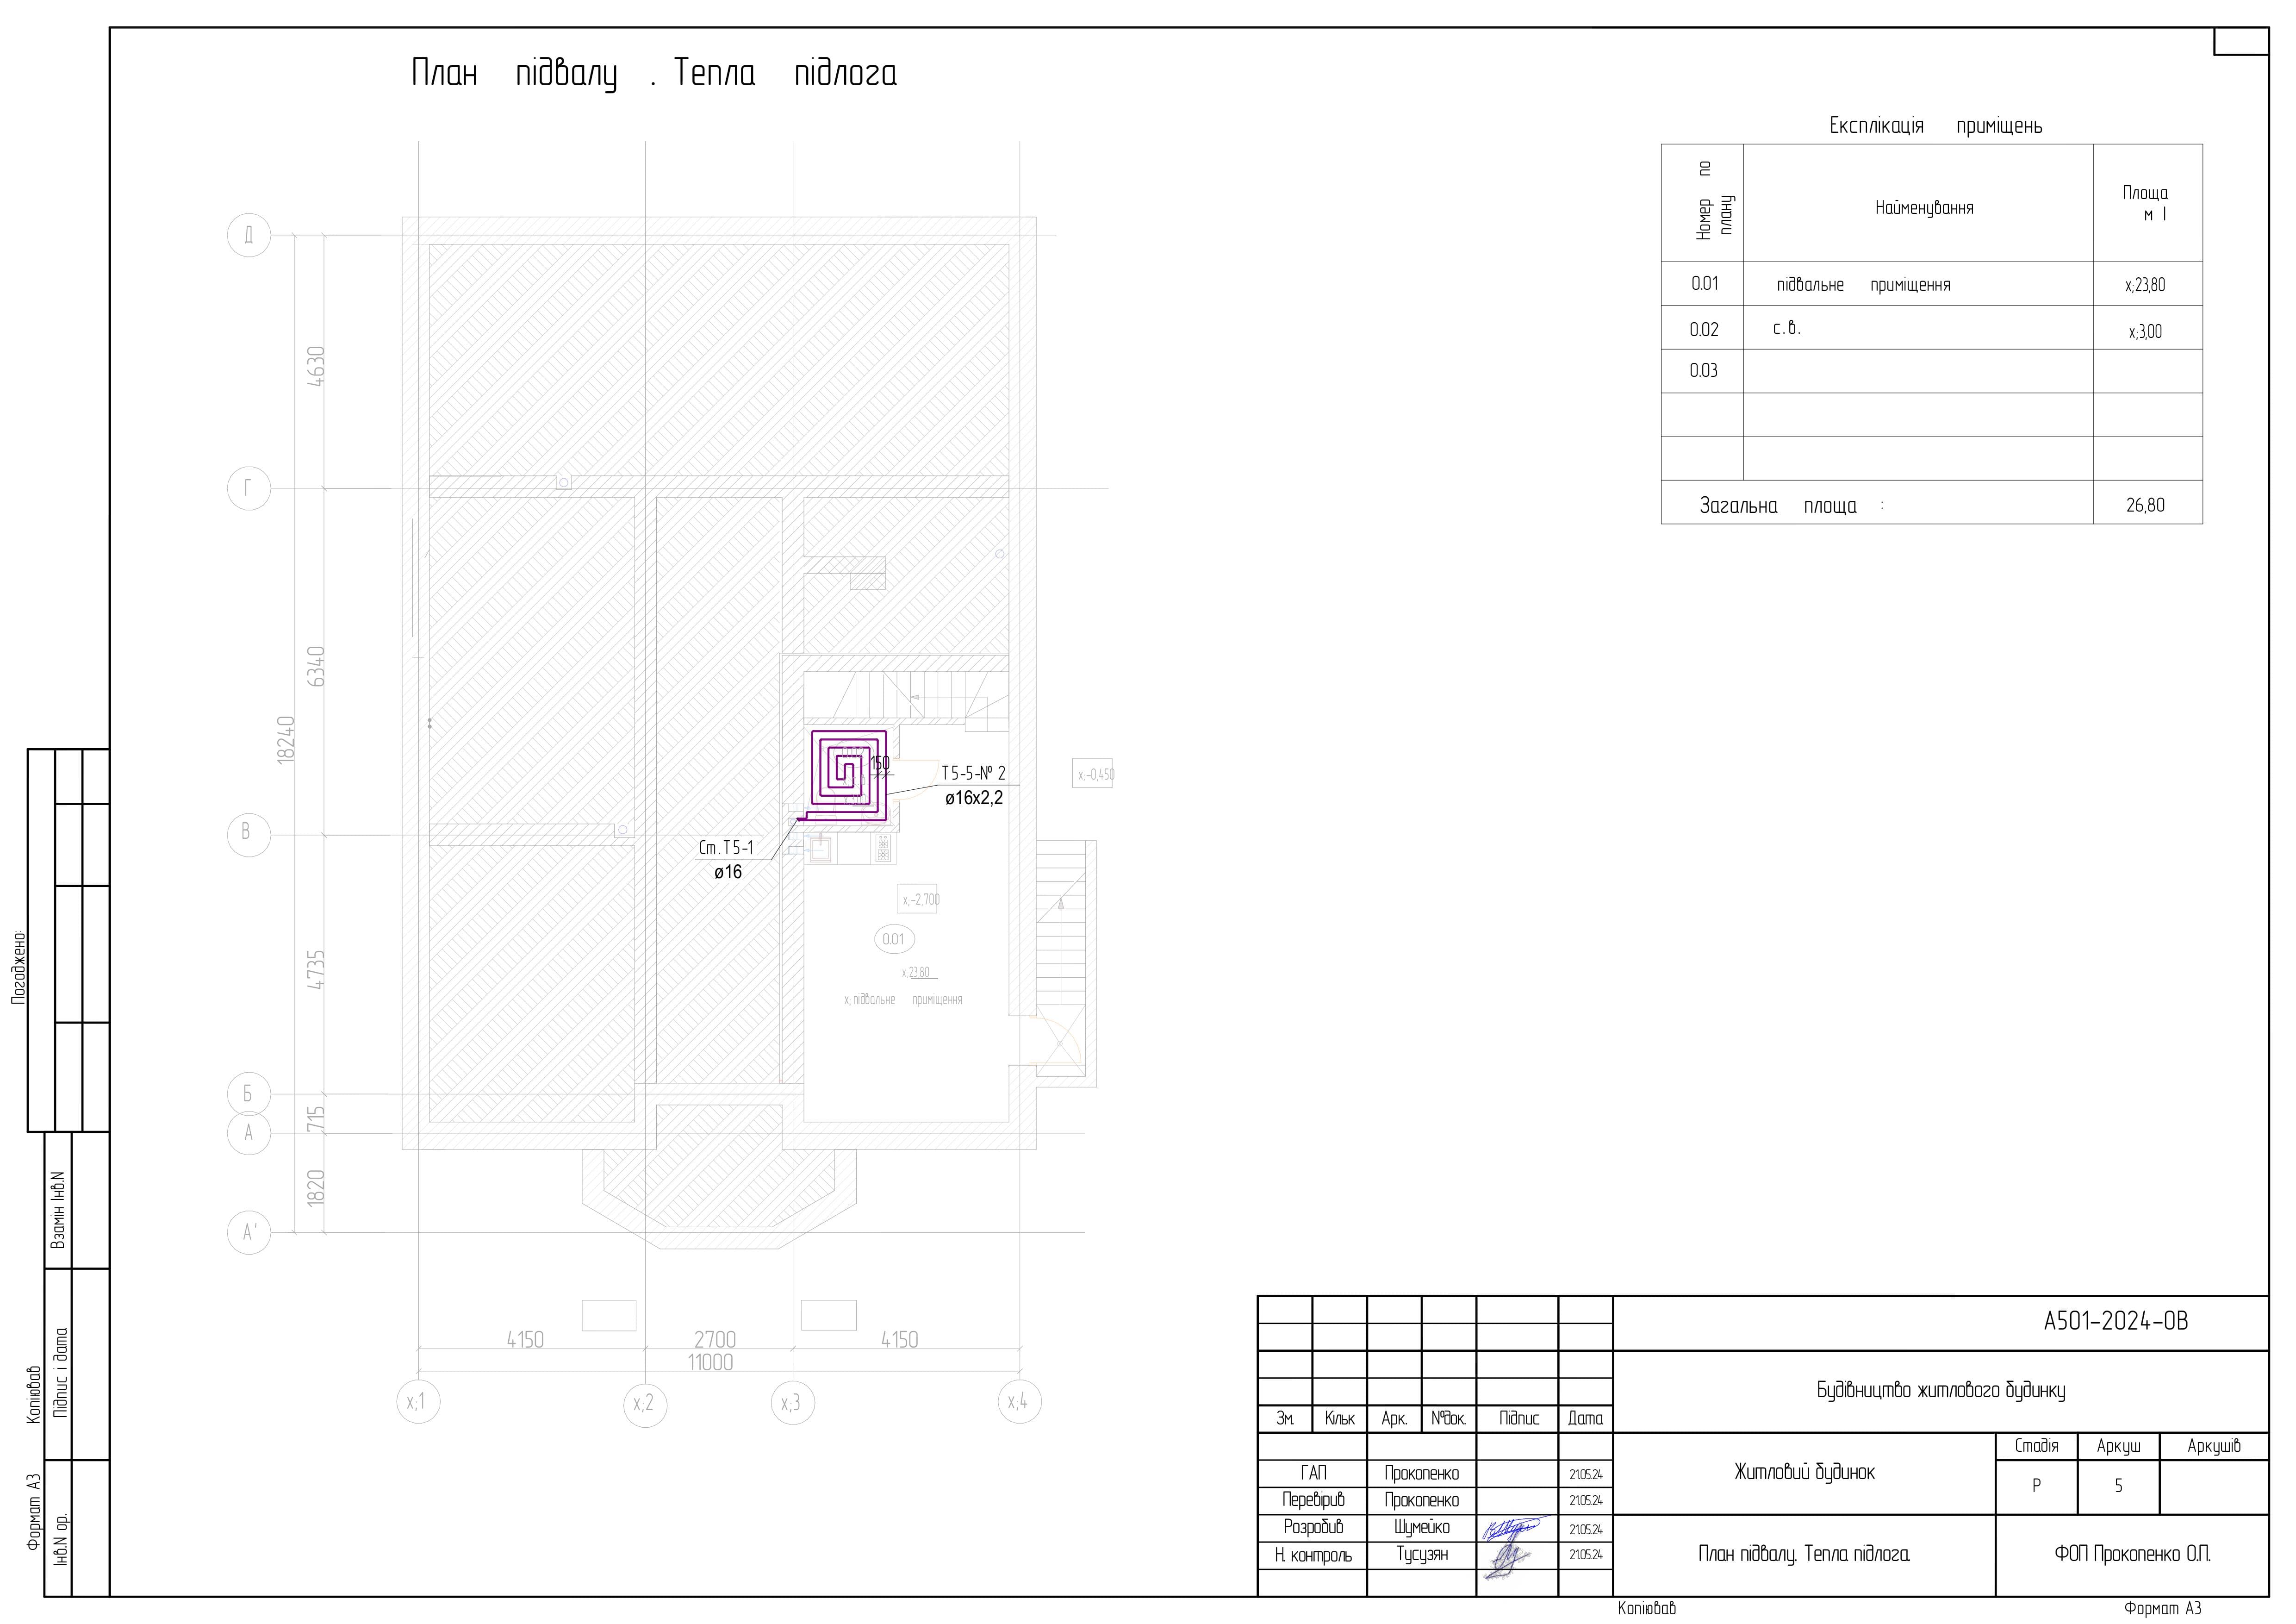 План підвалу . Тепла підлога
Експлікація приміщень
Номер по плану
Найменування
Площа
м I
0.01
підвальне приміщення
х;23,80
0.02
с.в.
х;3,00
0.03
Загальна площа :
26,80
Д
Г
В
Б
А
А'
4630
6340
18240
4735
715
1820
150
Т5-5-№ 2
ø16х2,2
Ст.Т5-1
ø16
х;-0,450
х;-2,700
0.01
х;23,80
х; підвальне приміщення
4150
2700
4150
11000
х;1
х;2
х;3
х;4
Погоджено:
Взамін Інв.N
Підпис і дата
Інв.N ор.
Копіював
Формат А3
А501-2024-ОВ
Будівництво житлового будинку
Зм.
Кільк
Арк.
№док.
Підпис
Дата
Житловий будинок
Стадія
Аркуш
Аркушів
Р
5
ГАП
Прокопенко
21.05.24
Перевірив
Прокопенко
21.05.24
Розробив
Шумейко
21.05.24
Н. контроль
Тусузян
21.05.24
План підвалу. Тепла підлога.
ФОП Прокопенко О.П.
Копіював
Формат А3